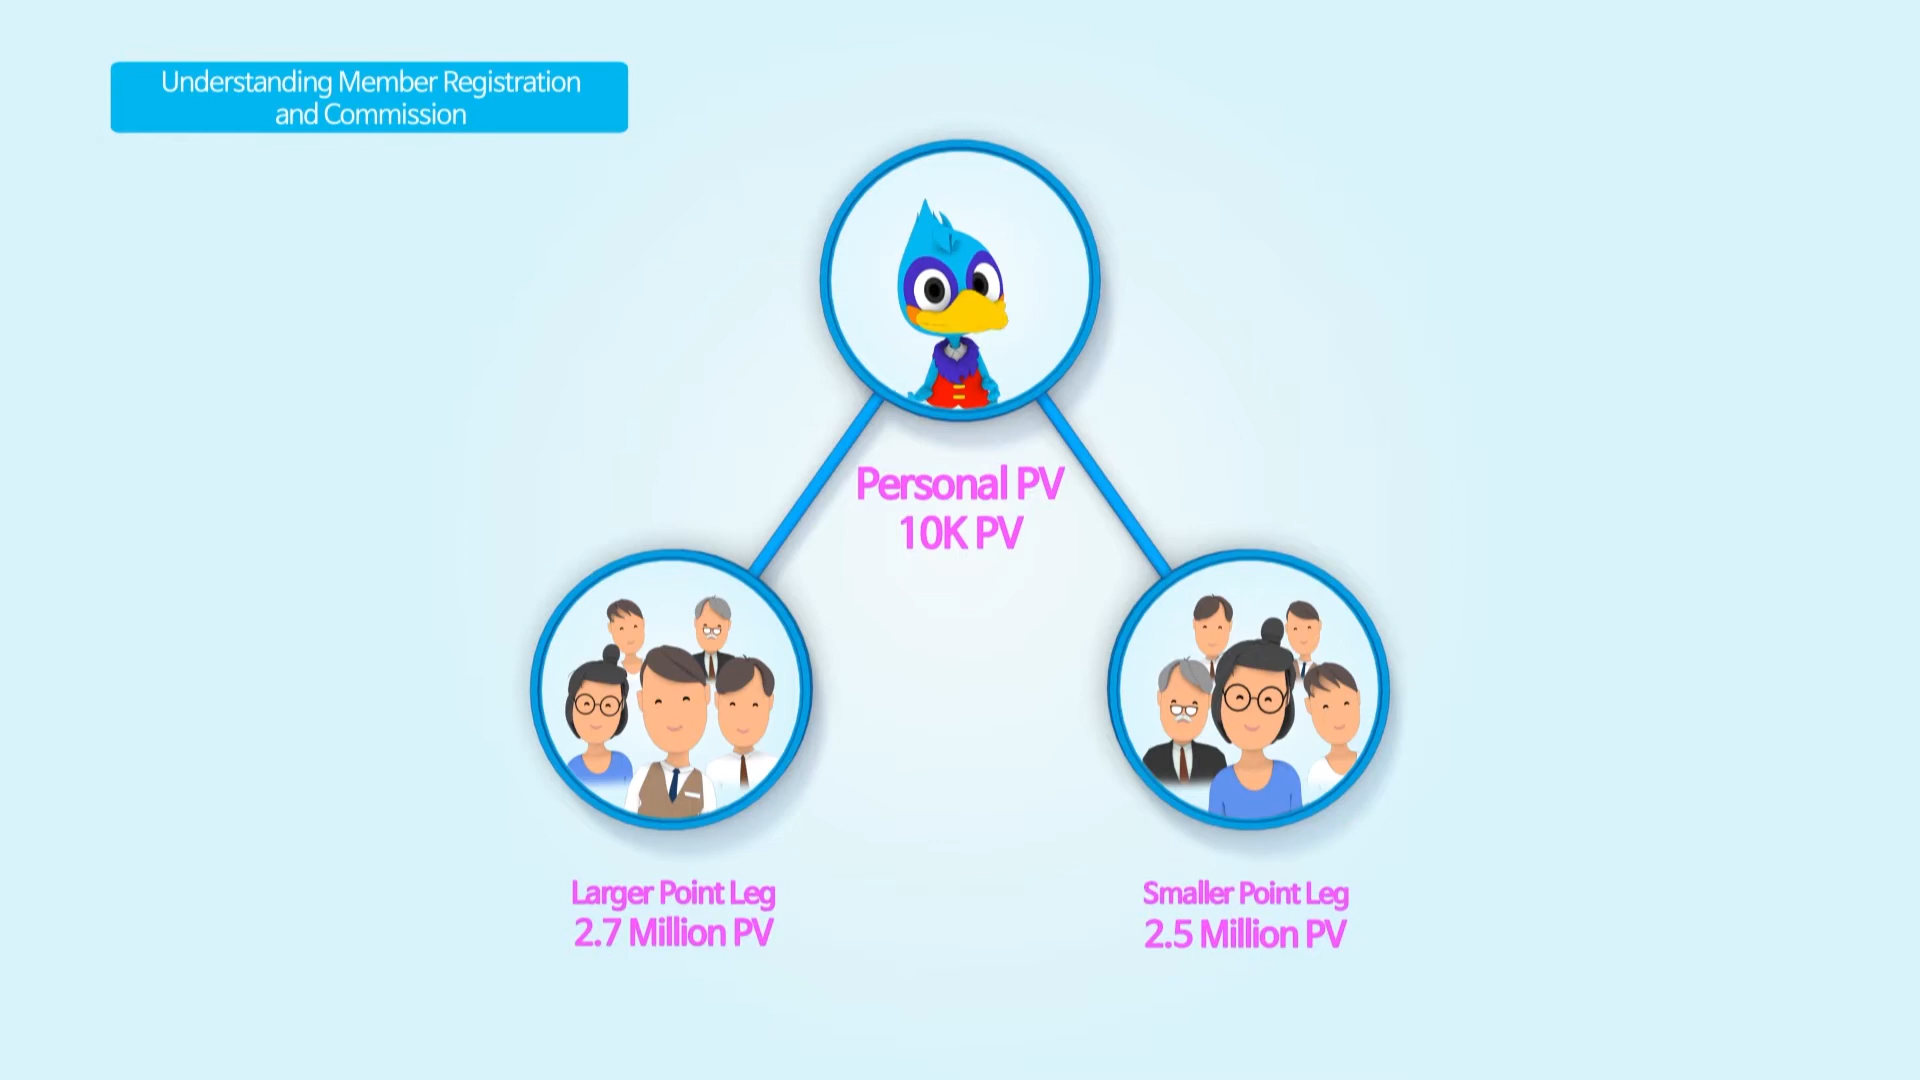 Understanding Member Registration
and Commission
Personal PV
10K PV
Larger Point Leg
2.7 Million PV
Smaller Point Leg
2.5 Million PV